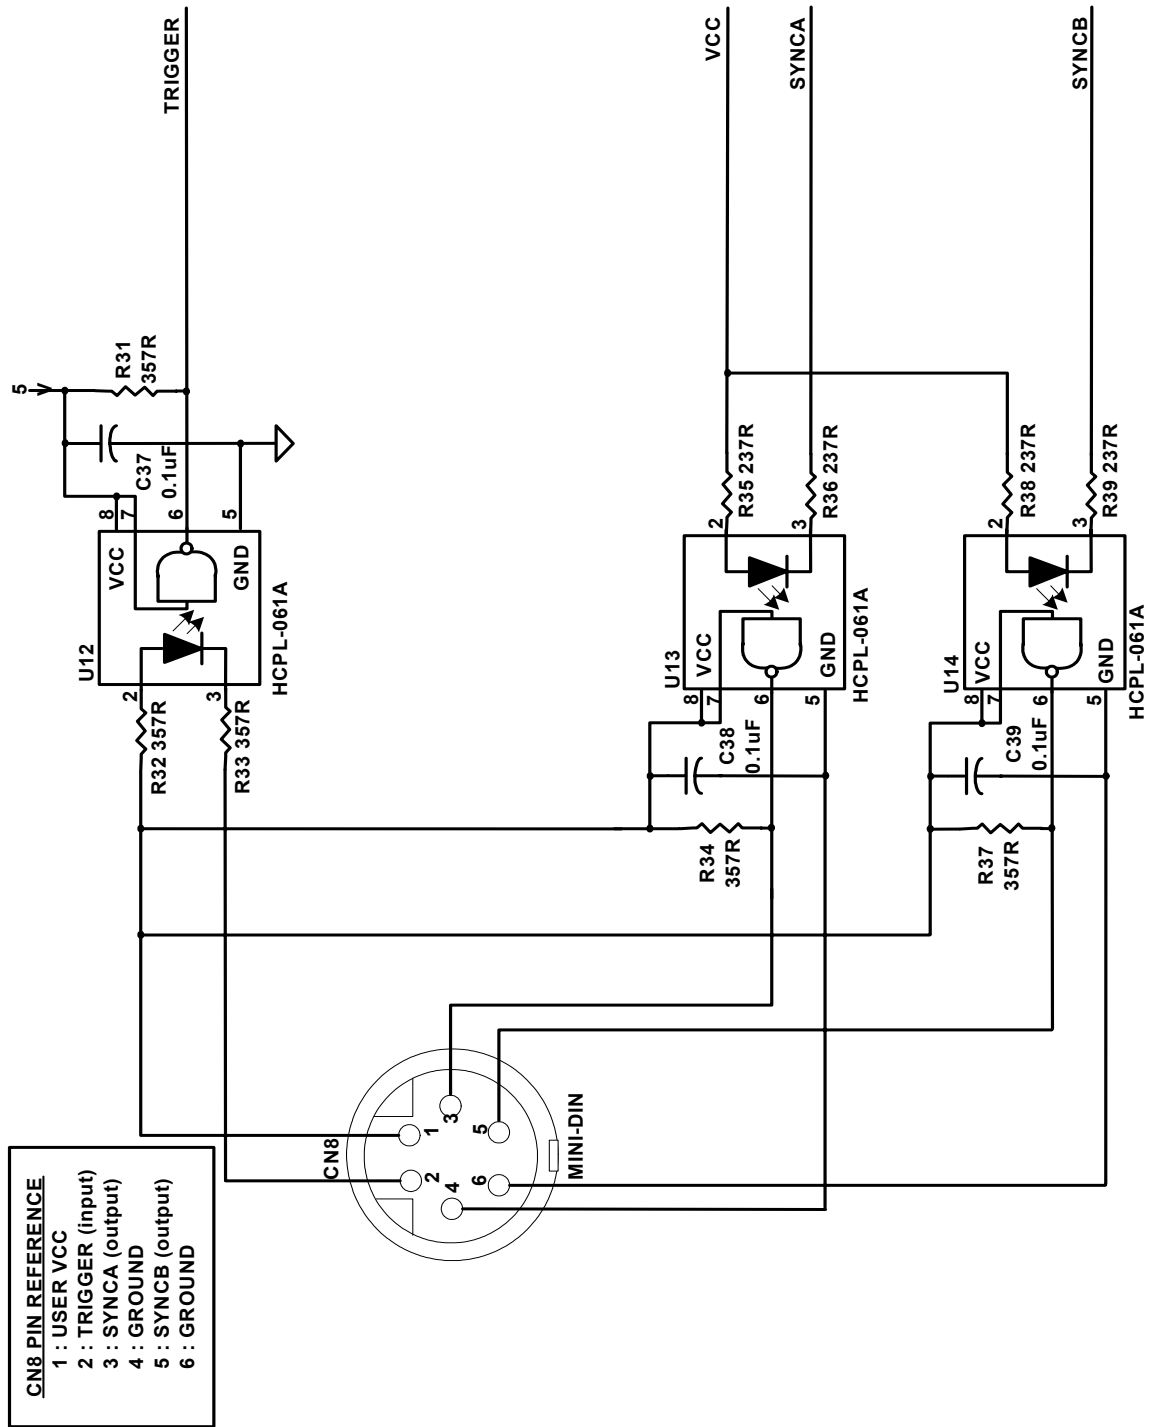 CN8 PIN REFERENCE
1 : USER VCC
2 : TRIGGER (input)
3 : SYNCA (output)
4 : GROUND
5 : SYNCB (output)
6 : GROUND
CN8
1
2
3
4
5
6
MINI-DIN
R32 357R
R33 357R
2
3
U12
VCC
GND
HCPL-061A
8
7
6
5
C37
0.1uF
5 V
R31
357R
TRIGGER
R34
357R
C38
0.1uF
8
7
6
5
U13
VCC
GND
HCPL-061A
2
3
R35 237R
R36 237R
VCC
SYNCA
R37
357R
C39
0.1uF
8
7
6
5
U14
VCC
GND
HCPL-061A
2
3
R38 237R
R39 237R
SYNCB